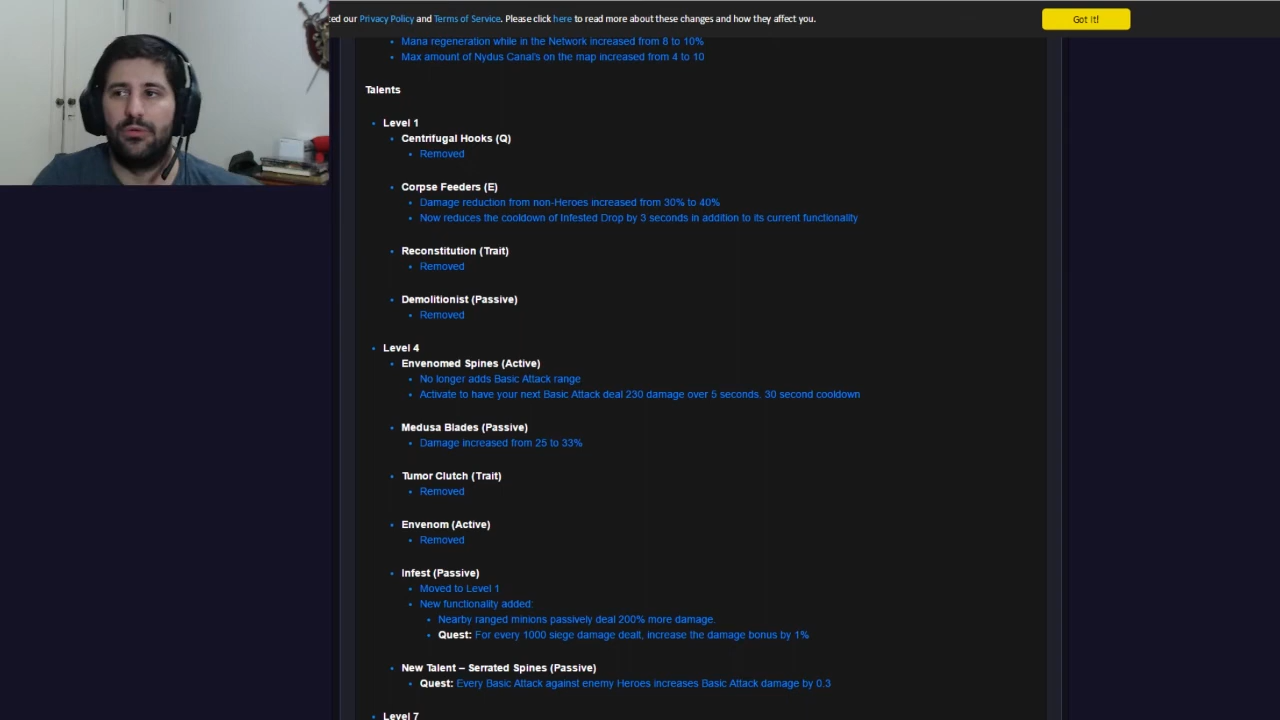 ted our Privacy Policy and Terms of Service. Please click here to read more about these changes and how they affect you.
Got it!
Mana regeneration while in the Network increased from 8 to 10%
Max amount of Nydus Canal's on the map increased from 4 to 10
Talents
Level 1
Centrifugal Hooks (Q)
Removed
Corpse Feeders (E)
Damage reduction from non-Heroes increased from 30% to 40%
Now reduces the cooldown of Infested Drop by 3 seconds in addition to its current functionality
Reconstitution (Trait)
Removed
Demolitionist (Passive)
Removed
Level 4
Envenomed Spines (Active)
No longer adds Basic Attack range
Activate to have your next Basic Attack deal 230 damage over 5 seconds. 30 second cooldown
Medusa Blades (Passive)
Damage increased from 25 to 33%
Tumor Clutch (Trait)
Removed
Envenom (Active)
Removed
Infest (Passive)
Moved to Level 1
New functionality added:
Nearby ranged minions passively deal 200% more damage.
Quest: For every 1000 siege damage dealt, increase the damage bonus by 1%
New Talent – Serrated Spines (Passive)
Quest: Every Basic Attack against enemy Heroes increases Basic Attack damage by 0.3
Level 7